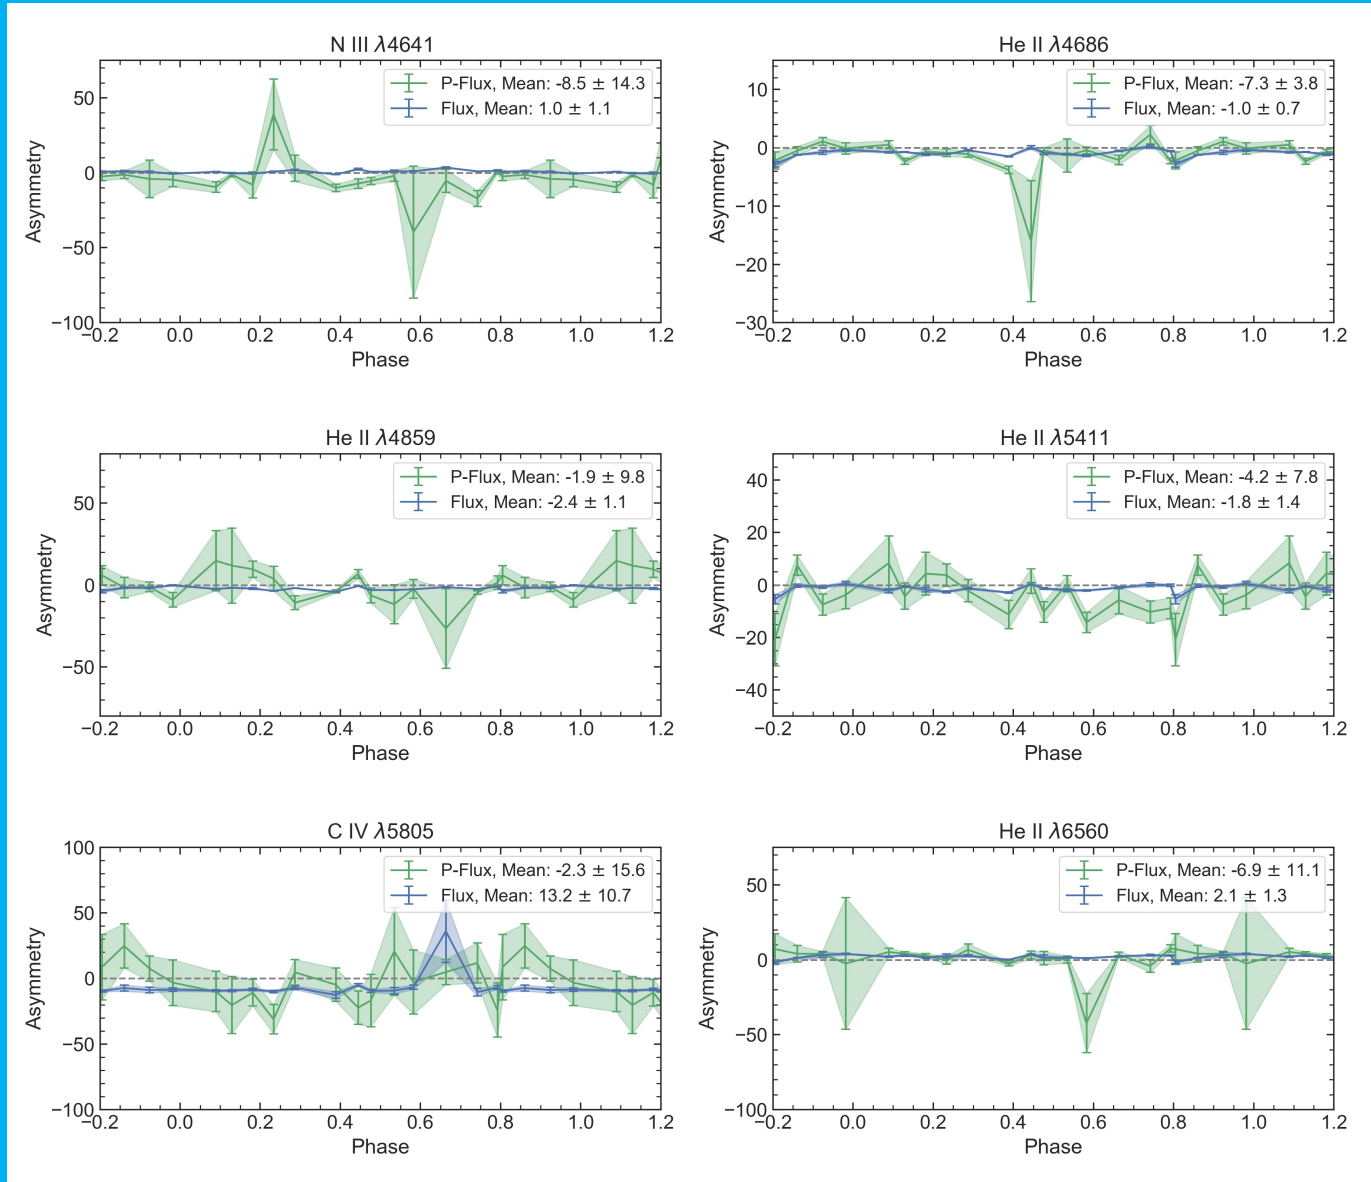 N III λ4641
P-Flux, Mean: -8.5 ± 14.3
Flux, Mean: 1.0 ± 1.1
Asymmetry
50
0
−50
−100
−0.2 0.0 0.2 0.4 0.6 0.8 1.0 1.2
Phase
He II λ4686
P-Flux, Mean: -7.3 ± 3.8
Flux, Mean: -1.0 ± 0.7
Asymmetry
10
0
−10
−20
−30
−0.2 0.0 0.2 0.4 0.6 0.8 1.0 1.2
Phase
He II λ4859
P-Flux, Mean: -1.9 ± 9.8
Flux, Mean: -2.4 ± 1.1
Asymmetry
50
0
−50
−0.2 0.0 0.2 0.4 0.6 0.8 1.0 1.2
Phase
He II λ5411
P-Flux, Mean: -4.2 ± 7.8
Flux, Mean: -1.8 ± 1.4
Asymmetry
40
20
0
−20
−40
−0.2 0.0 0.2 0.4 0.6 0.8 1.0 1.2
Phase
C IV λ5805
P-Flux, Mean: -2.3 ± 15.6
Flux, Mean: 13.2 ± 10.7
Asymmetry
100
50
0
−50
−100
−0.2 0.0 0.2 0.4 0.6 0.8 1.0 1.2
Phase
He II λ6560
P-Flux, Mean: -6.9 ± 11.1
Flux, Mean: 2.1 ± 1.3
Asymmetry
50
0
−50
−100
−0.2 0.0 0.2 0.4 0.6 0.8 1.0 1.2
Phase